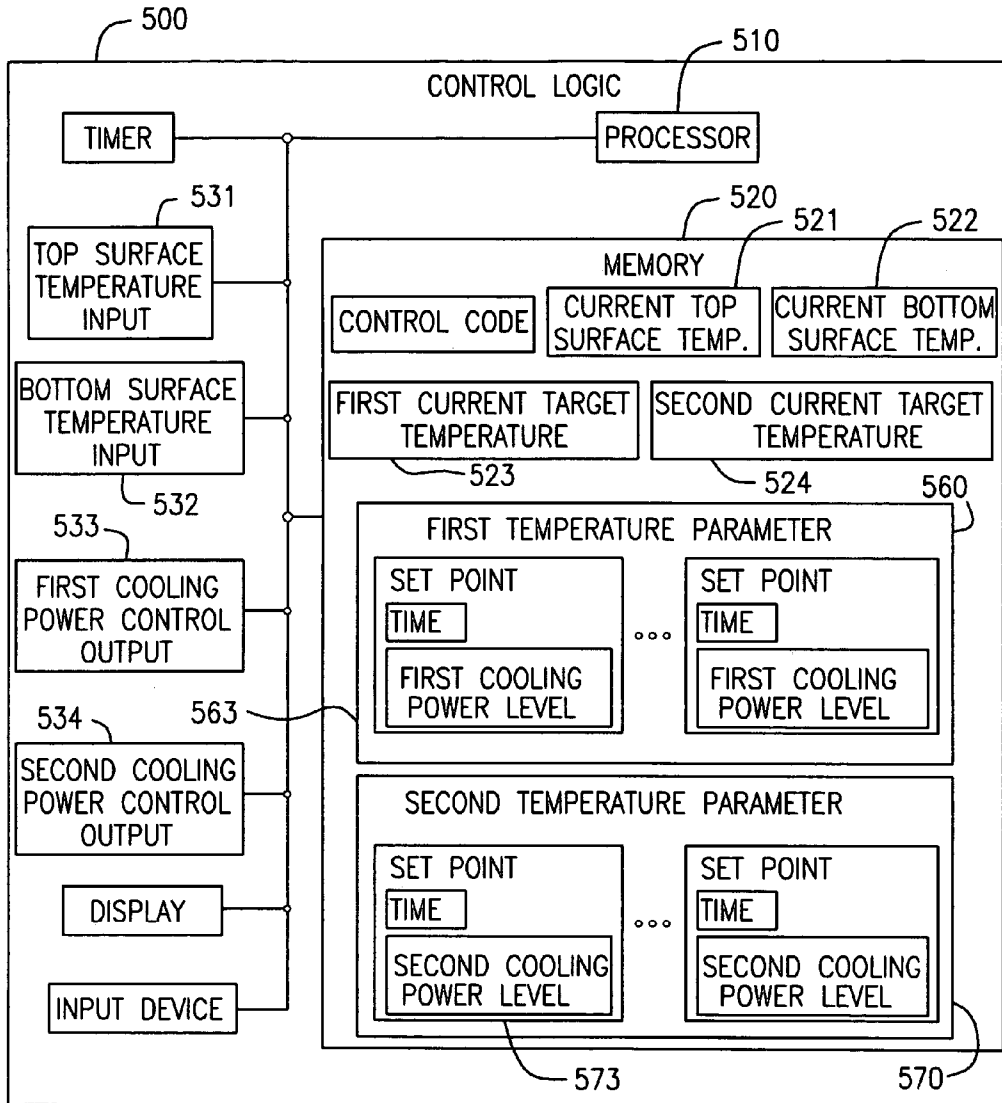 500
510
CONTROL LOGIC
TIMER
PROCESSOR
531
520
521
522
TOP SURFACE
TEMPERATURE
INPUT
MEMORY
CONTROL CODE
CURRENT TOP
SURFACE TEMP.
CURRENT BOTTOM
SURFACE TEMP.
BOTTOM SURFACE
TEMPERATURE
INPUT
532
FIRST CURRENT TARGET
TEMPERATURE
523
SECOND CURRENT TARGET
TEMPERATURE
524
560
533
FIRST COOLING
POWER CONTROL
OUTPUT
FIRST TEMPERATURE PARAMETER
SET POINT
TIME
FIRST COOLING
POWER LEVEL
SET POINT
TIME
FIRST COOLING
POWER LEVEL
563
534
SECOND COOLING
POWER CONTROL
OUTPUT
SECOND TEMPERATURE PARAMETER
SET POINT
TIME
SECOND COOLING
POWER LEVEL
SET POINT
TIME
SECOND COOLING
POWER LEVEL
DISPLAY
INPUT DEVICE
573
570